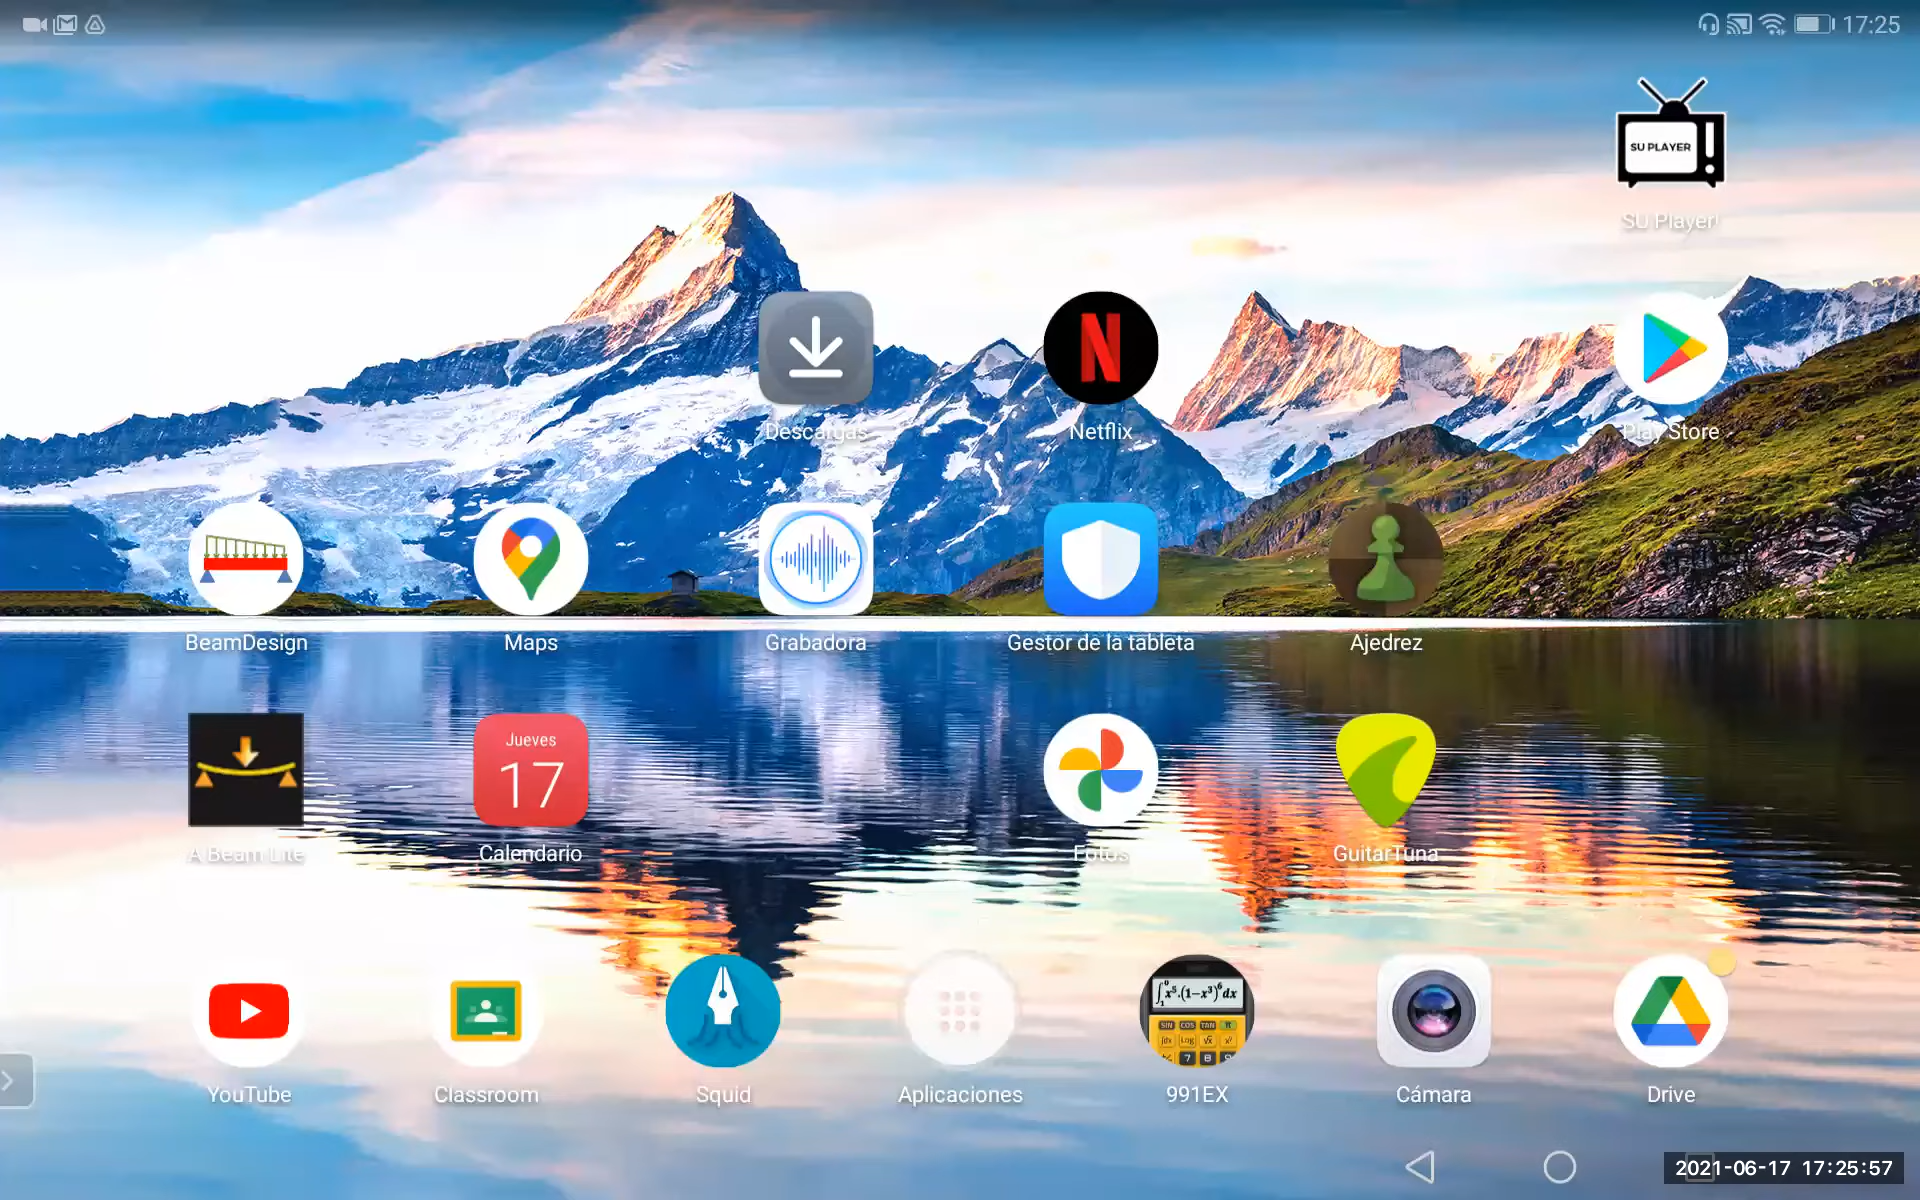 17:25
SU PLAYER
SU Player!
Descargas
Netflix
Play Store
BeamDesign
Maps
Grabadora
Gestor de la tableta
Ajedrez
Jueves
17
A Beam Lite
Calendario
Fotos
GuitarTuna
YouTube
Classroom
Squid
Aplicaciones
991EX
Cámara
Drive
2021-06-17 17:25:57